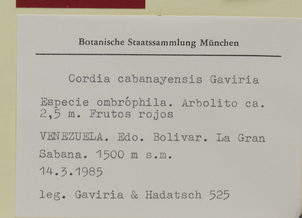 Botanische Staatssammlung München
Cordia cabanayensis Gaviria
Especie ombrófila. Arbolito ca.
2,5 m. Frutos rojos
VENEZUELA. Edo. Bolivar. La Gran
Sabana. 1500 m s.m.
14.3.1985
leg. Gaviria & Hadatsch 525